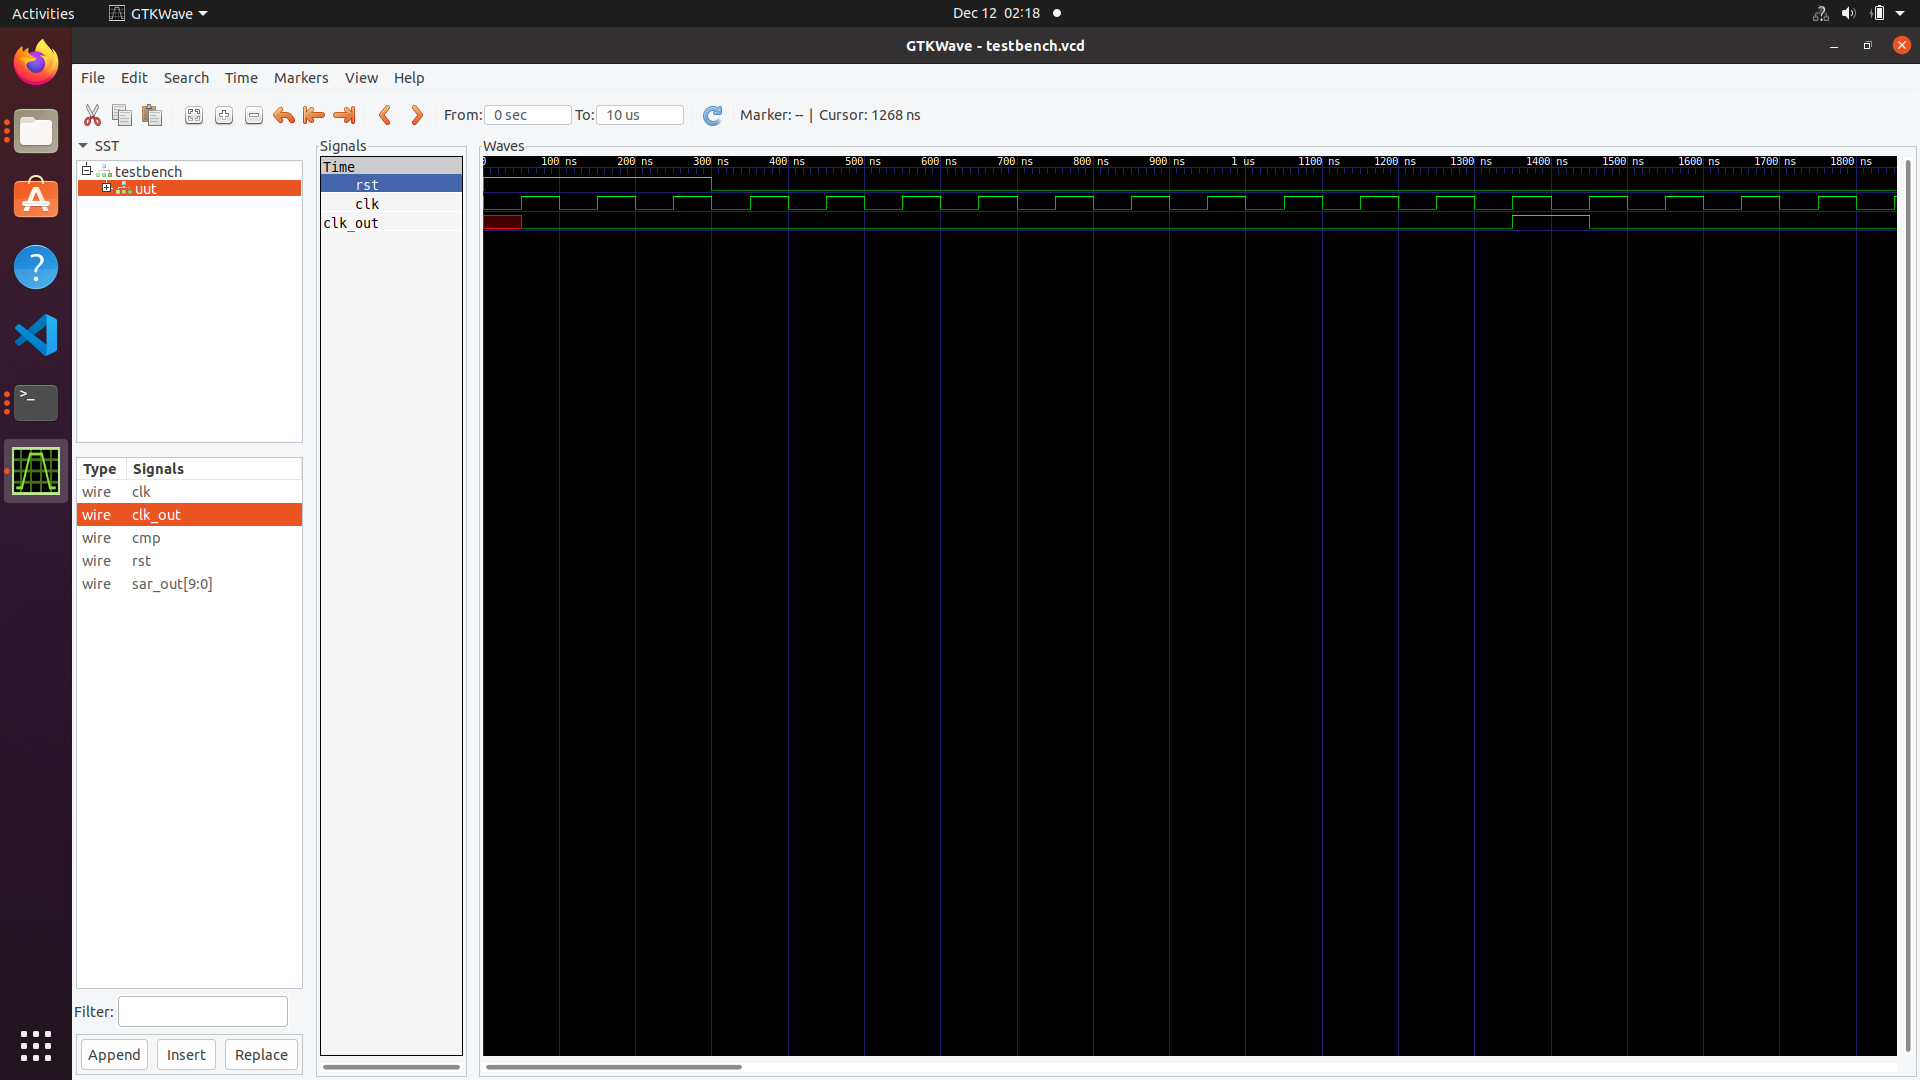 Activities GTKWave Dec 12 02:18
GTKWave - testbench.vcd
File Edit Search Time Markers View Help
From: 0 sec To: 10 us Marker: -- | Cursor: 1268 ns
SST
testbench
uut
Type Signals
wire clk
wire clk_out
wire cmp
wire rst
wire sar_out[9:0]
Filter:
Append Insert Replace
Signals
Time
rst
clk
clk_out
Waves
0 100 ns 200 ns 300 ns 400 ns 500 ns 600 ns 700 ns 800 ns 900 ns 1 us 1100 ns 1200 ns 1300 ns 1400 ns 1500 ns 1600 ns 1700 ns 1800 ns